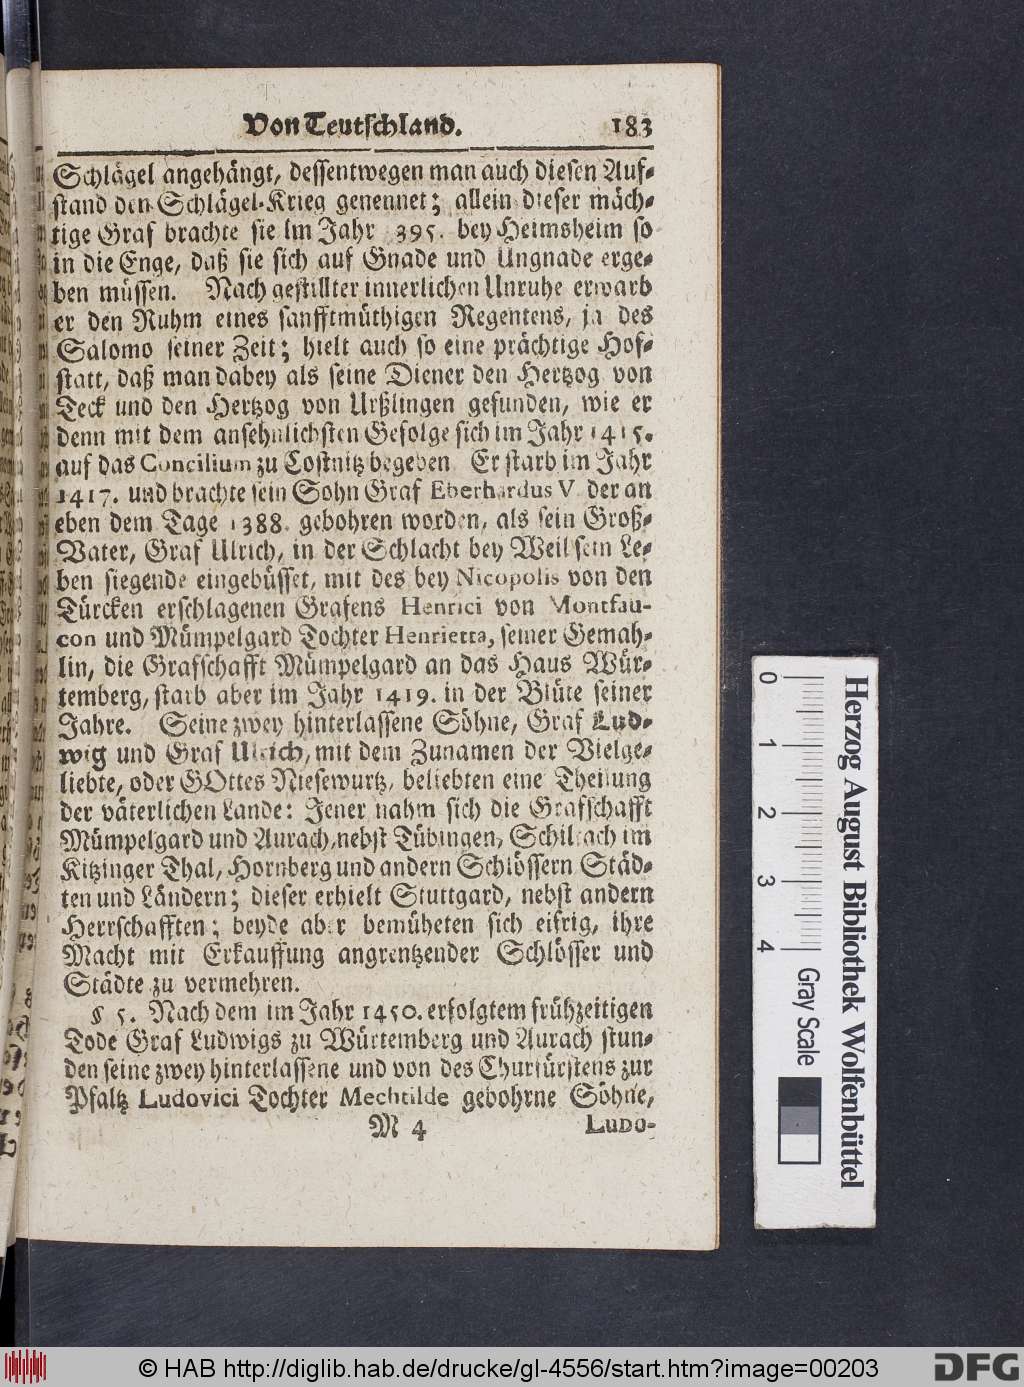 Von Teutschland. 183
Schlägel angehängt, dessentwegen man auch diesen Auf-
stand den Schlägel-Krieg genennet; allein dieser mäch-
tige Graf brachte sie im Jahr 395. bey Heimsheim so
in die Enge, daß sie sich auf Gnade und Ungnade erge-
ben müssen. Nach gestillter innerlichen Unruhe erwarb
er den Ruhm eines sanfftmüthigen Regentens, ja des
Salomo seiner Zeit; hielt auch so eine prächtige Hof-
statt, daß man dabey als seine Diener den Hertzog von
Teck und den Hertzog von Urßlingen gefunden, wie er
denn mit dem ansehnlichsten Gefolge sich im Jahr 1415.
auf das Concilium zu Costnitz begeben Er starb im Jahr
1417. und brachte sein Sohn Graf Eberhardus V. der an
eben dem Tage 1388. gebohren worden, als sein Groß-
Vater, Graf Ulrich, in der Schlacht bey Weil sein Le-
ben siegende eingebüsset, mit des bey Nicopolis von den
Türcken erschlagenen Grafens Henrici von Montfau-
con und Mümpelgard Tochter Henrietta, seiner Gemah-
lin, die Grafschafft Mümpelgard an das Haus Wür-
temberg, starb aber im Jahr 1419. in der Blüte seiner
Jahre. Seine zwey hinterlassene Söhne, Graf Lud-
wig und Graf Ulrich, mit dem Zunamen der Vielge-
liebte, oder GOttes Niesewurtz, beliebten eine Theilung
der väterlichen Lande: Jener nahm sich die Grafschafft
Mümpelgard und Aurach, nebst Tübingen, Schiltach im
Kitzinger Thal, Hornberg und andern Schlössern Städ-
ten und Ländern; dieser erhielt Stuttgard, nebst andern
Herrschafften; beyde aber bemüheten sich eifrig, ihre
Macht mit Erkauffung angrentzender Schlösser und
Städte zu vermehren.
§ 5. Nach dem im Jahr 1450. erfolgtem frühzeitigen
Tode Graf Ludwigs zu Würtemberg und Aurach stun-
den seine zwey hinterlassene und von des Churfürstens zur
Pfaltz Ludovici Tochter Mechtilde gebohrne Söhne,
M 4 Ludo-
0 1 2 3 4
Gray Scale
Herzog August Bibliothek Wolfenbüttel
© HAB http://diglib.hab.de/drucke/gl-4556/start.htm?image=00203
DFG